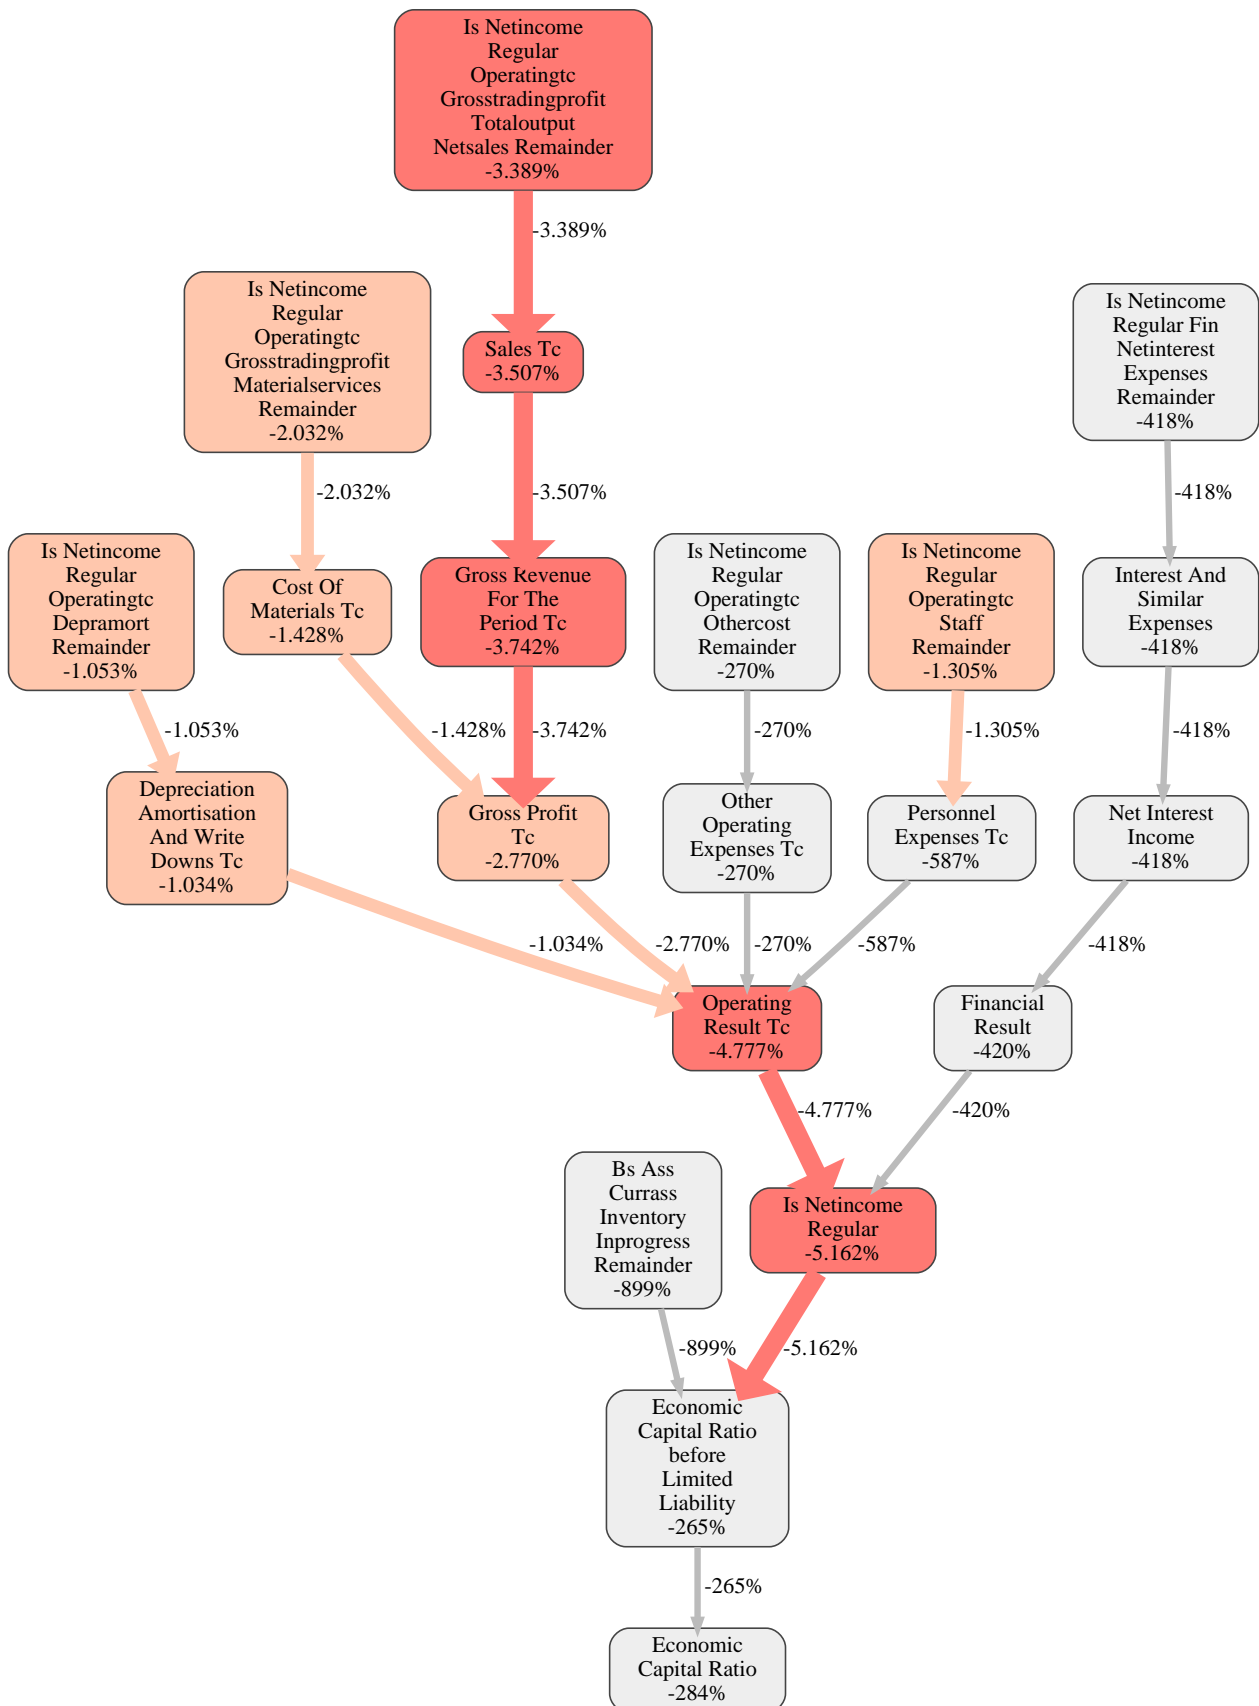 Is Netincome
Regular
Operatingtc
Grosstradingprofit
Totaloutput
Netsales Remainder
-3.389%
-3.389%
Is Netincome
Regular
Operatingtc
Grosstradingprofit
Materialservices
Remainder
-2.032%
Sales Tc
-3.507%
Is Netincome
Regular Fin
Netinterest
Expenses
Remainder
-418%
-2.032%
-3.507%
-418%
Is Netincome
Regular
Operatingtc
Depramort
Remainder
-1.053%
Cost Of
Materials Tc
-1.428%
Gross Revenue
For The
Period Tc
-3.742%
Is Netincome
Regular
Operatingtc
Othercost
Remainder
-270%
Is Netincome
Regular
Operatingtc
Staff
Remainder
-1.305%
Interest And
Similar
Expenses
-418%
-1.053%
-1.428%
-3.742%
-270%
-1.305%
-418%
Depreciation
Amortisation
And Write
Downs Tc
-1.034%
Gross Profit
Tc
-2.770%
Other
Operating
Expenses Tc
-270%
Personnel
Expenses Tc
-587%
Net Interest
Income
-418%
-1.034%
-2.770%
-270%
-587%
-418%
Operating
Result Tc
-4.777%
Financial
Result
-420%
-4.777%
-420%
Bs Ass
Currass
Inventory
Inprogress
Remainder
-899%
Is Netincome
Regular
-5.162%
-899%
-5.162%
Economic
Capital Ratio
before
Limited
Liability
-265%
-265%
Economic
Capital Ratio
-284%